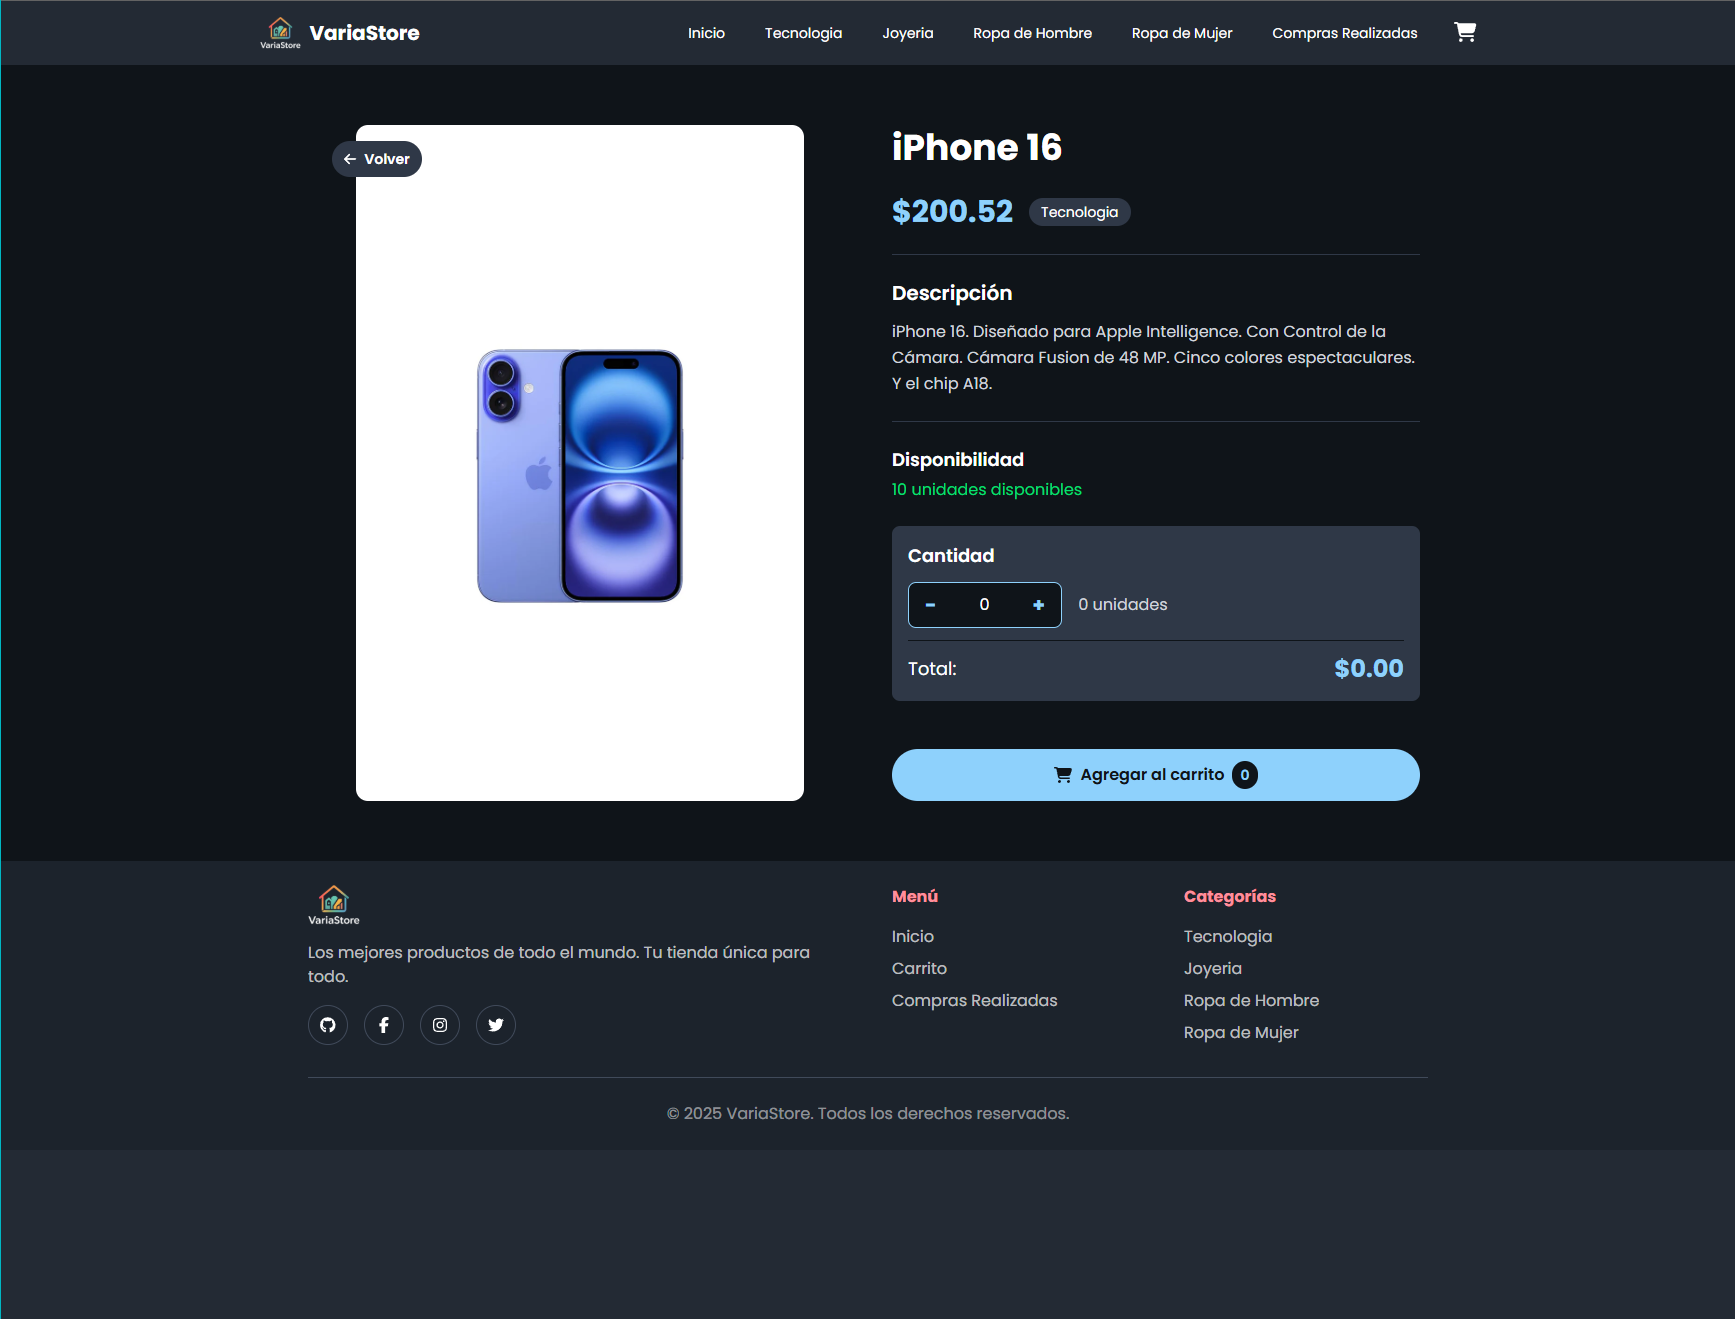 VariaStore
VariaStore
Inicio
Tecnologia
Joyeria
Ropa de Hombre
Ropa de Mujer
Compras Realizadas
Volver
iPhone 16
$200.52
Tecnologia
Descripción
iPhone 16. Diseñado para Apple Intelligence. Con Control de la
Cámara. Cámara Fusion de 48 MP. Cinco colores espectaculares.
Y el chip A18.
Disponibilidad
10 unidades disponibles
Cantidad
- 0 +
0 unidades
Total:
$0.00
Agregar al carrito 0
VariaStore
Los mejores productos de todo el mundo. Tu tienda única para
todo.
Menú
Inicio
Carrito
Compras Realizadas
Categorías
Tecnologia
Joyeria
Ropa de Hombre
Ropa de Mujer
© 2025 VariaStore. Todos los derechos reservados.